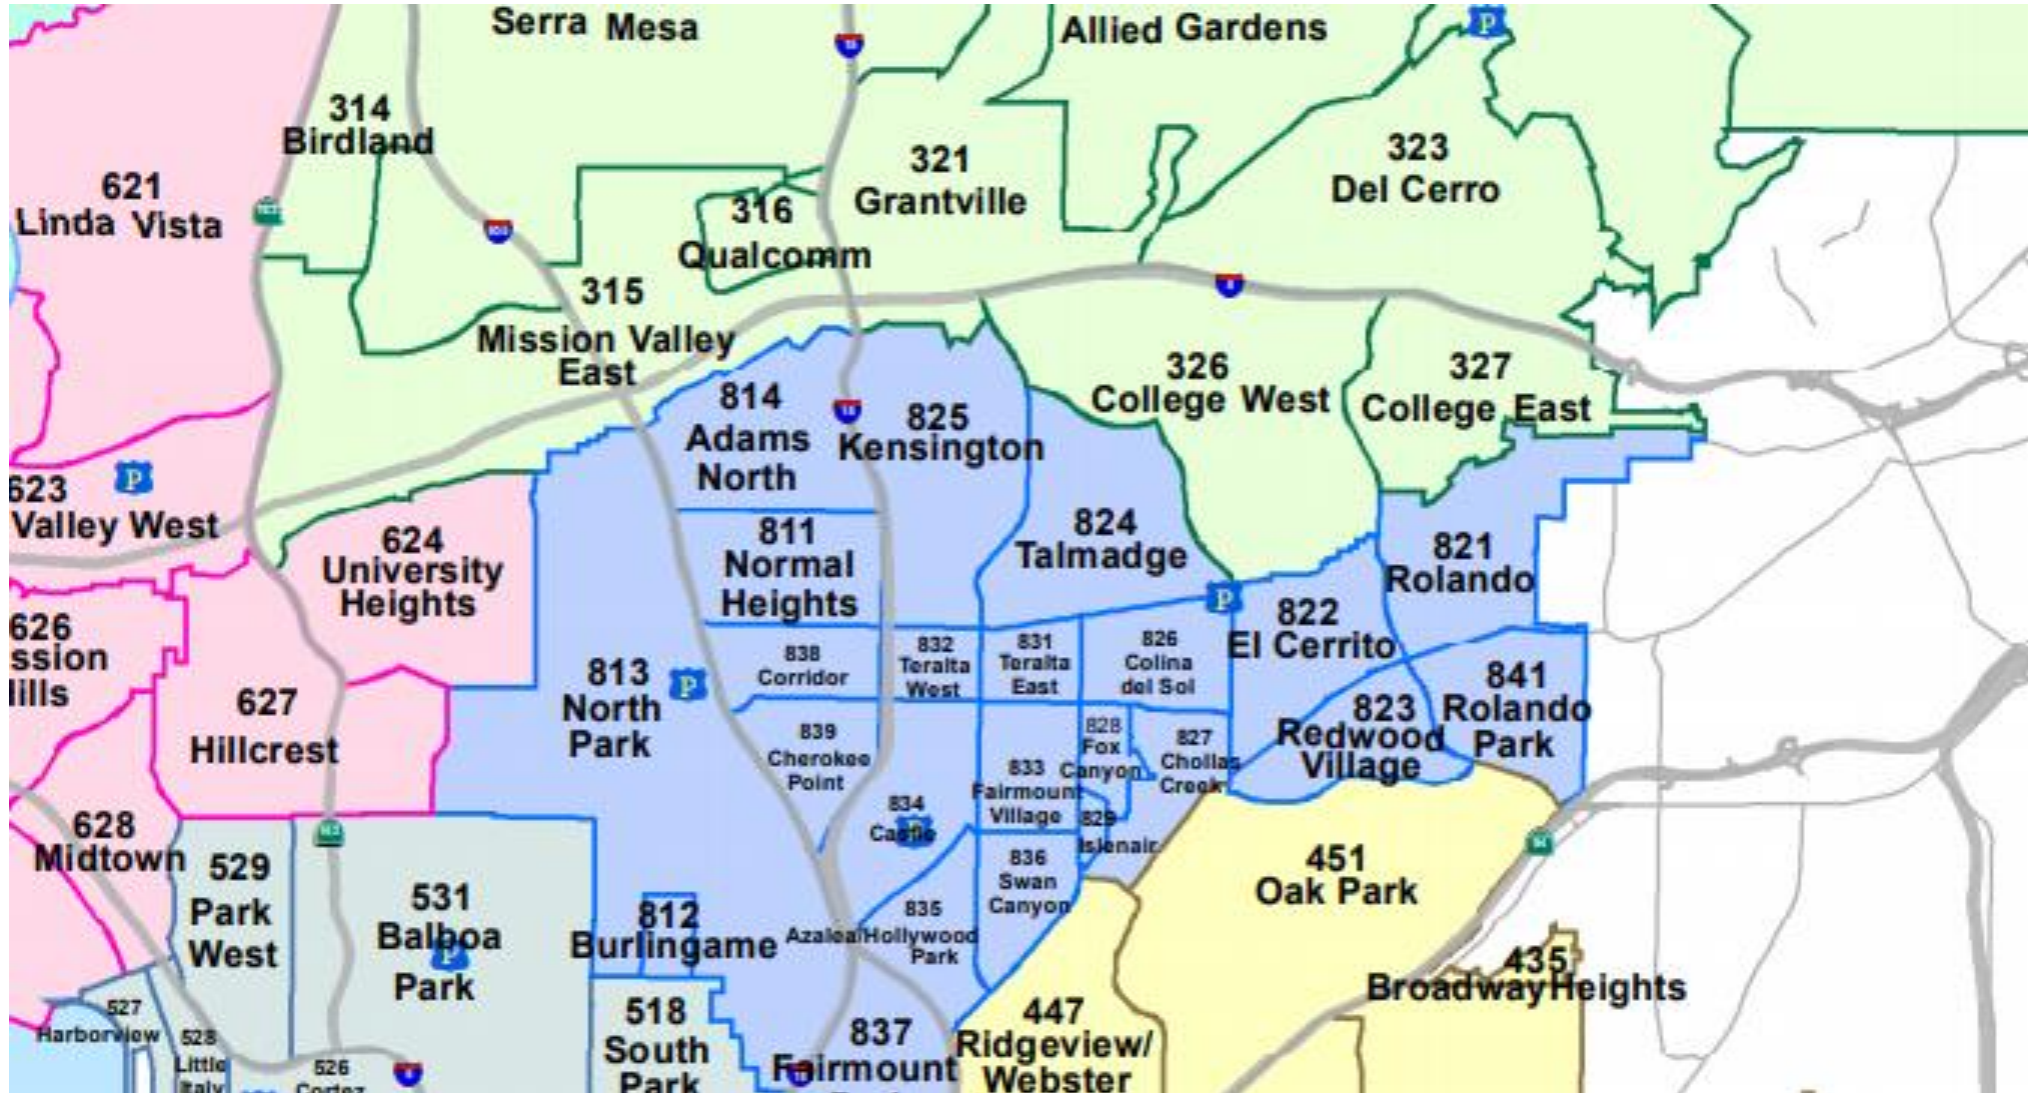 Serra Mesa
Allied Gardens
P
15
314
Birdland
323
Del Cerro
321
Grantville
621
Linda Vista
316
Qualcomm
805
8
315
Mission Valley
East
326
College West
327
College East
814
Adams
North
15
825
Kensington
P
623
Valley West
624
University
Heights
811
Normal
Heights
824
Talmadge
821
Rolando
P
822
El Cerrito
626
ssion
ills
838
Corridor
832
Teralta
West
831
Teralta
East
826
Colina
del Sol
813
North
Park
P
627
Hillcrest
841
Rolando
Park
823
Redwood
Village
839
Cherokee
Point
828
Fox
Canyon
827
Chollas
Creek
833
Fairmount
Village
834
Castle
829
Islenair
628
Midtown
529
Park
West
531
Balboa
Park
P
836
Swan
Canyon
451
Oak Park
812
Burlingame
835
Azalea/Hollywood
Park
435
Broadway Heights
527
Harborview
528
Little
Italy
526
Cortez
518
South
Park
837
Fairmount
447
Ridgeview/
Webster